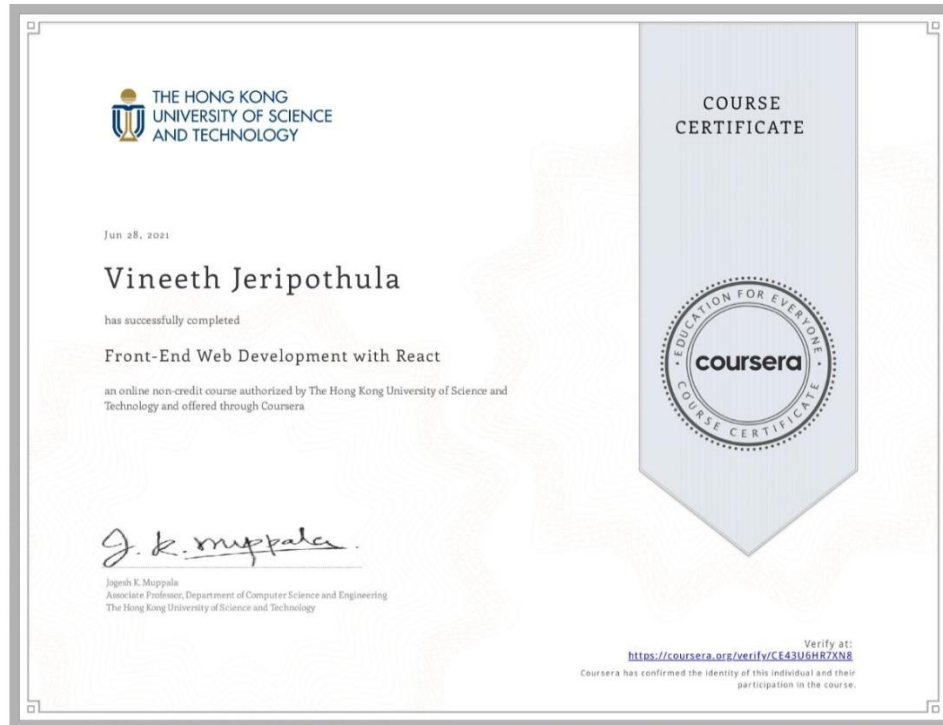 THE HONG KONG
UNIVERSITY OF SCIENCE
AND TECHNOLOGY
COURSE
CERTIFICATE
Jun 28, 2021
Vineeth Jeripothula
has successfully completed
Front-End Web Development with React
an online non-credit course authorized by The Hong Kong University of Science and
Technology and offered through Coursera
EDUCATION FOR EVERYONE
coursera
COURSE CERTIFICATE
J. K. Muppala
Jogesh K. Muppala
Associate Professor, Department of Computer Science and Engineering
The Hong Kong University of Science and Technology
Verify at:
https://coursera.org/verify/CE43U6HR7XN8
Coursera has confirmed the identity of this individual and their
participation in the course.